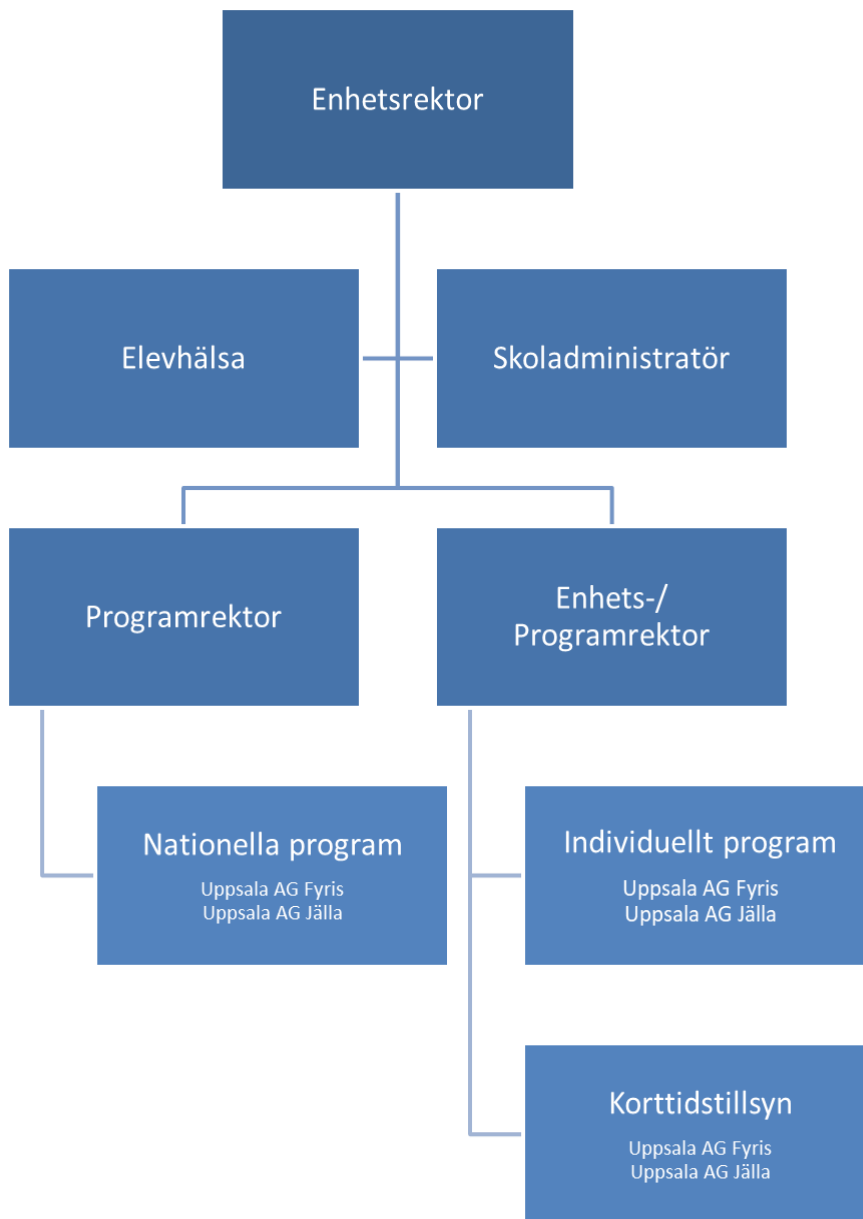 Enhetsrektor
Elevhälsa
Skoladministratör
Programrektor
Enhets-/
Programrektor
Nationella program
Uppsala AG Fyris
Uppsala AG Jälla
Individuellt program
Uppsala AG Fyris
Uppsala AG Jälla
Korttidstillsyn
Uppsala AG Fyris
Uppsala AG Jälla